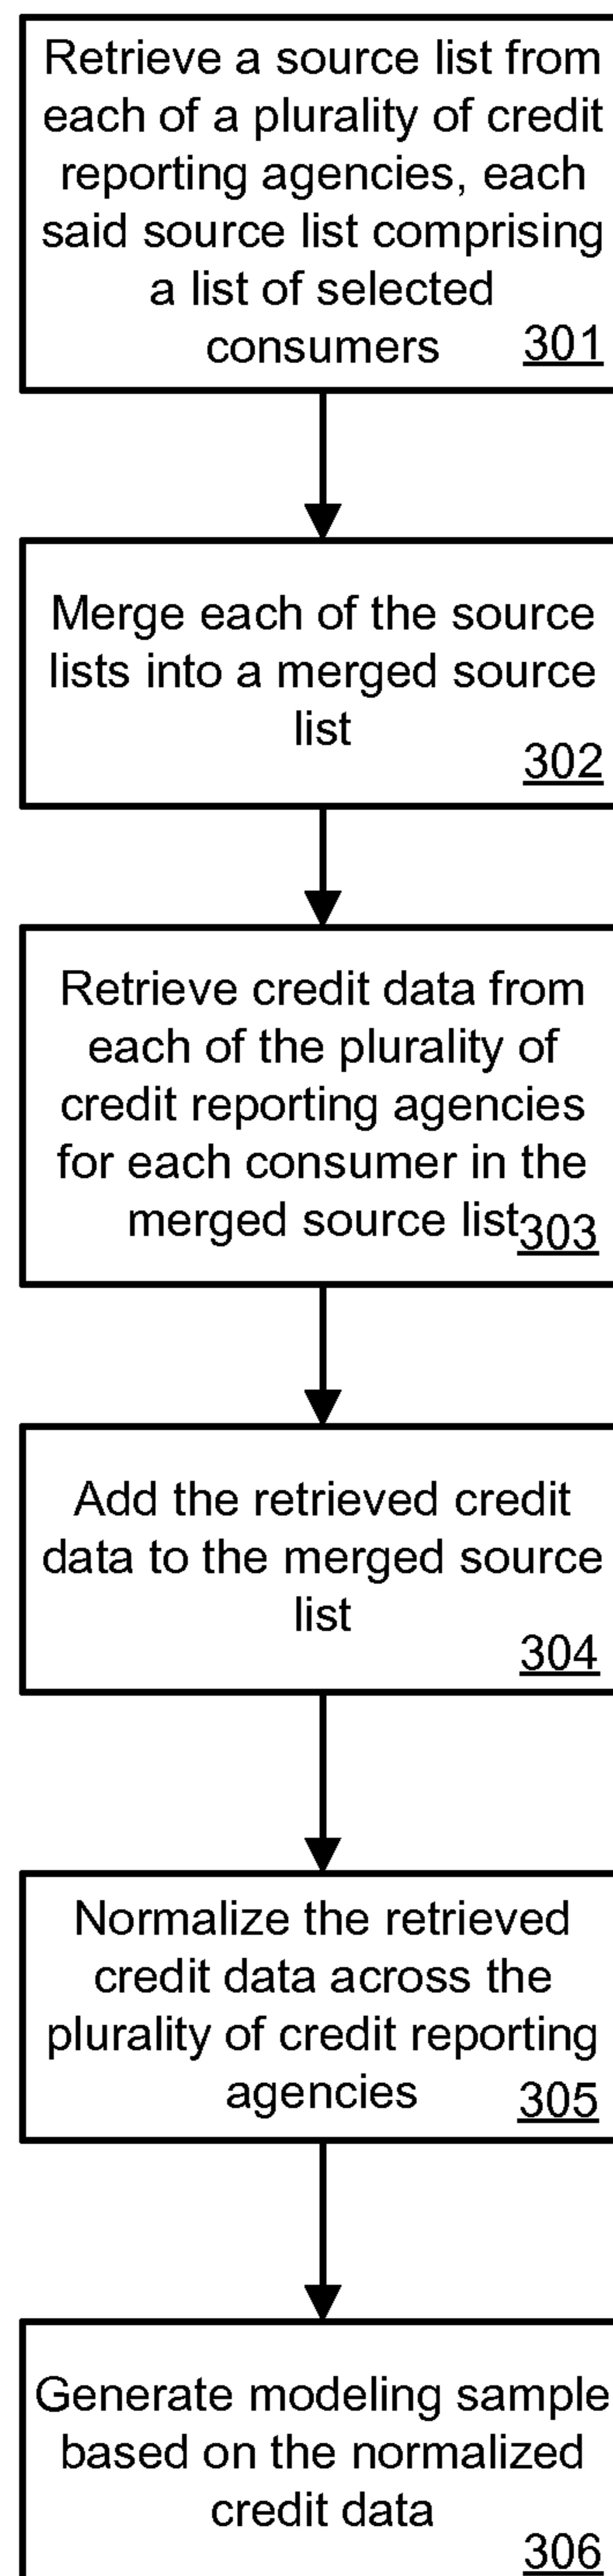 Retrieve a source list from
each of a plurality of credit
reporting agencies, each
said source list comprising
a list of selected
consumers 301
Merge each of the source
lists into a merged source
list
302
Retrieve credit data from
each of the plurality of
credit reporting agencies
for each consumer in the
merged source list 303
Add the retrieved credit
data to the merged source
list
304
Normalize the retrieved
credit data across the
plurality of credit reporting
agencies 305
Generate modeling sample
based on the normalized
credit data
306